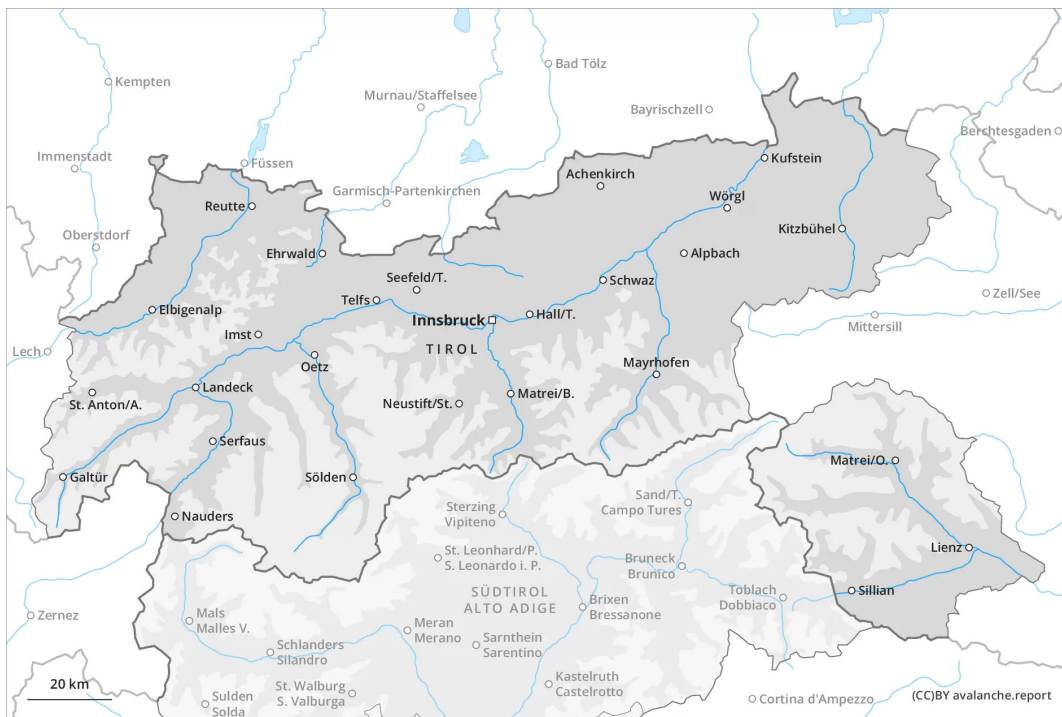 Kempten
Bad Tölz
Murnau/Staffelsee
Bayrischzell
Berchtesgaden
Immenstadt
Füssen
Kufstein
Achenkirch
Garmisch-Partenkirchen
Reutte
Wörgl
Kitzbühel
Oberstdorf
Ehrwald
Alpbach
Seefeld/T.
Schwaz
Zell/See
Telfs
Elbigenalp
Innsbruck
Hall/T.
Mittersill
Imst
TIROL
Lech
Oetz
Mayrhofen
Landeck
St. Anton/A.
Neustift/St.
Matrei/B.
Serfaus
Matrei/O.
Galtür
Sölden
Sterzing
Vipiteno
Sand/T.
Campo Tures
Nauders
Lienz
St. Leonhard/P.
S. Leonardo i. P.
Bruneck
Brunico
SÜDTIROL
ALTO ADIGE
Toblach
Dobbiaco
Sillian
Brixen
Bressanone
Zernez
Mals
Malles V.
Meran
Merano
Sarnthein
Sarentino
Schlanders
Silandro
Kastelruth
Castelrotto
20 km
Sulden
Solda
St. Walburg
S. Valburga
Cortina d'Ampezzo
(CC)BY avalanche.report